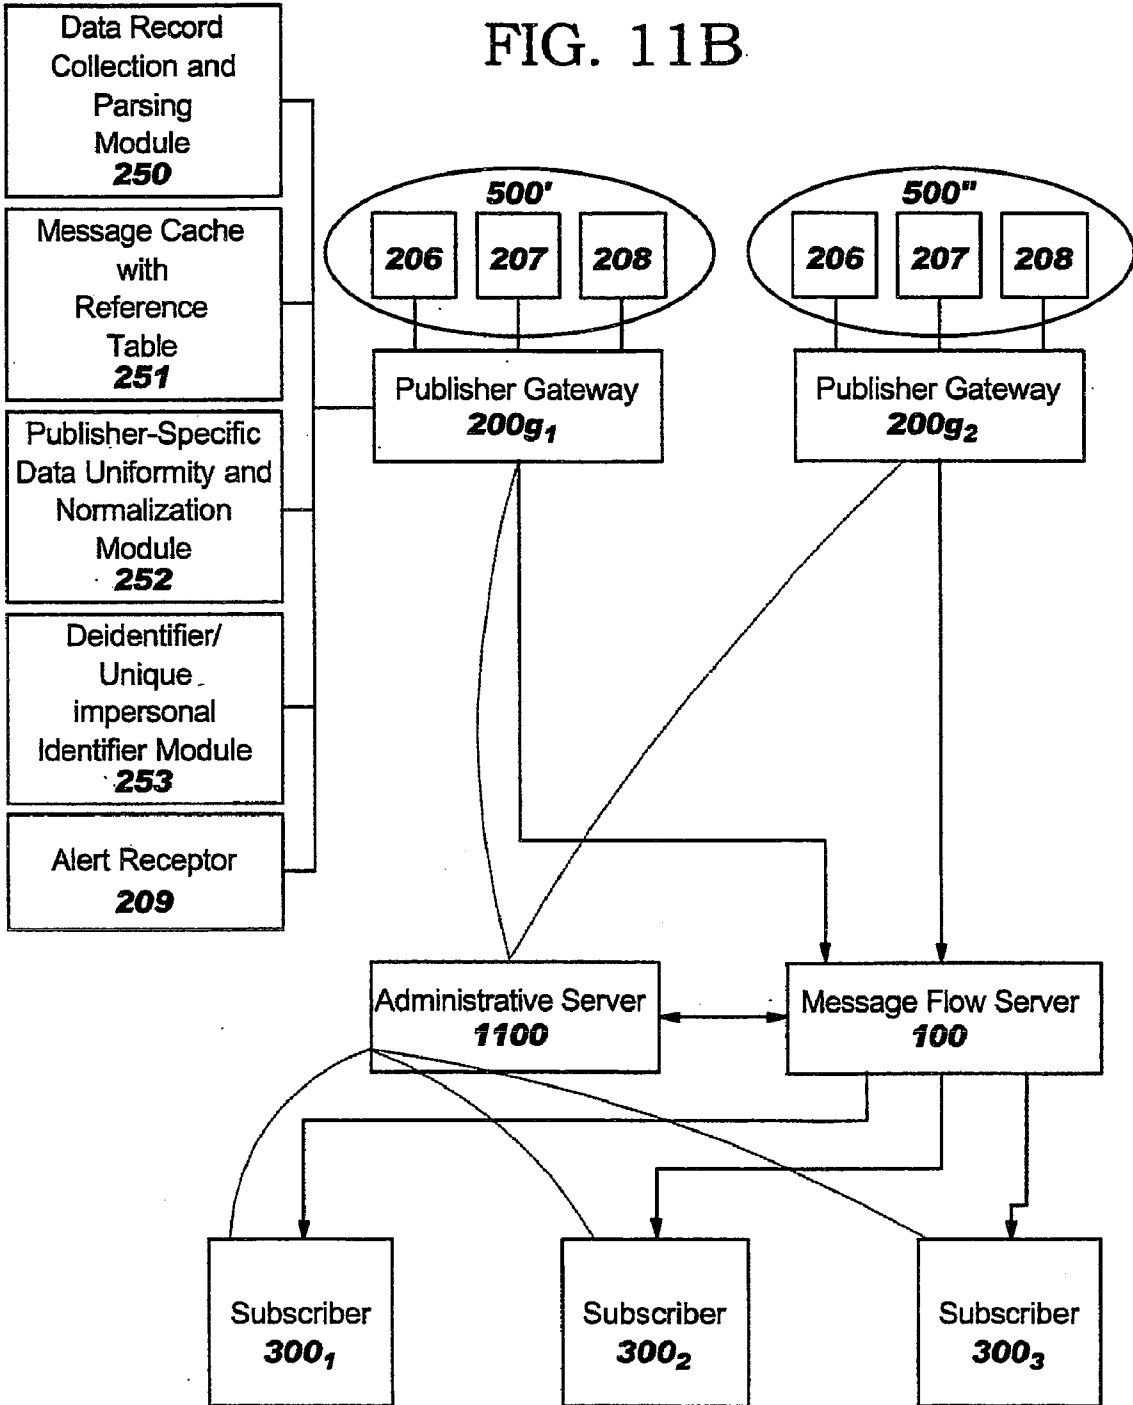 FIG. 11B
Data Record
Collection and
Parsing
Module
250
Message Cache
with
Reference
Table
251
Publisher-Specific
Data Uniformity and
Normalization
Module
252
Deidentifier/
Unique
impersonal
Identifier Module
253
Alert Receptor
209
500'
206 207 208
Publisher Gateway
200g1
500"
206 207 208
Publisher Gateway
200g2
Administrative Server
1100
Message Flow Server
100
Subscriber
3001
Subscriber
3002
Subscriber
3003